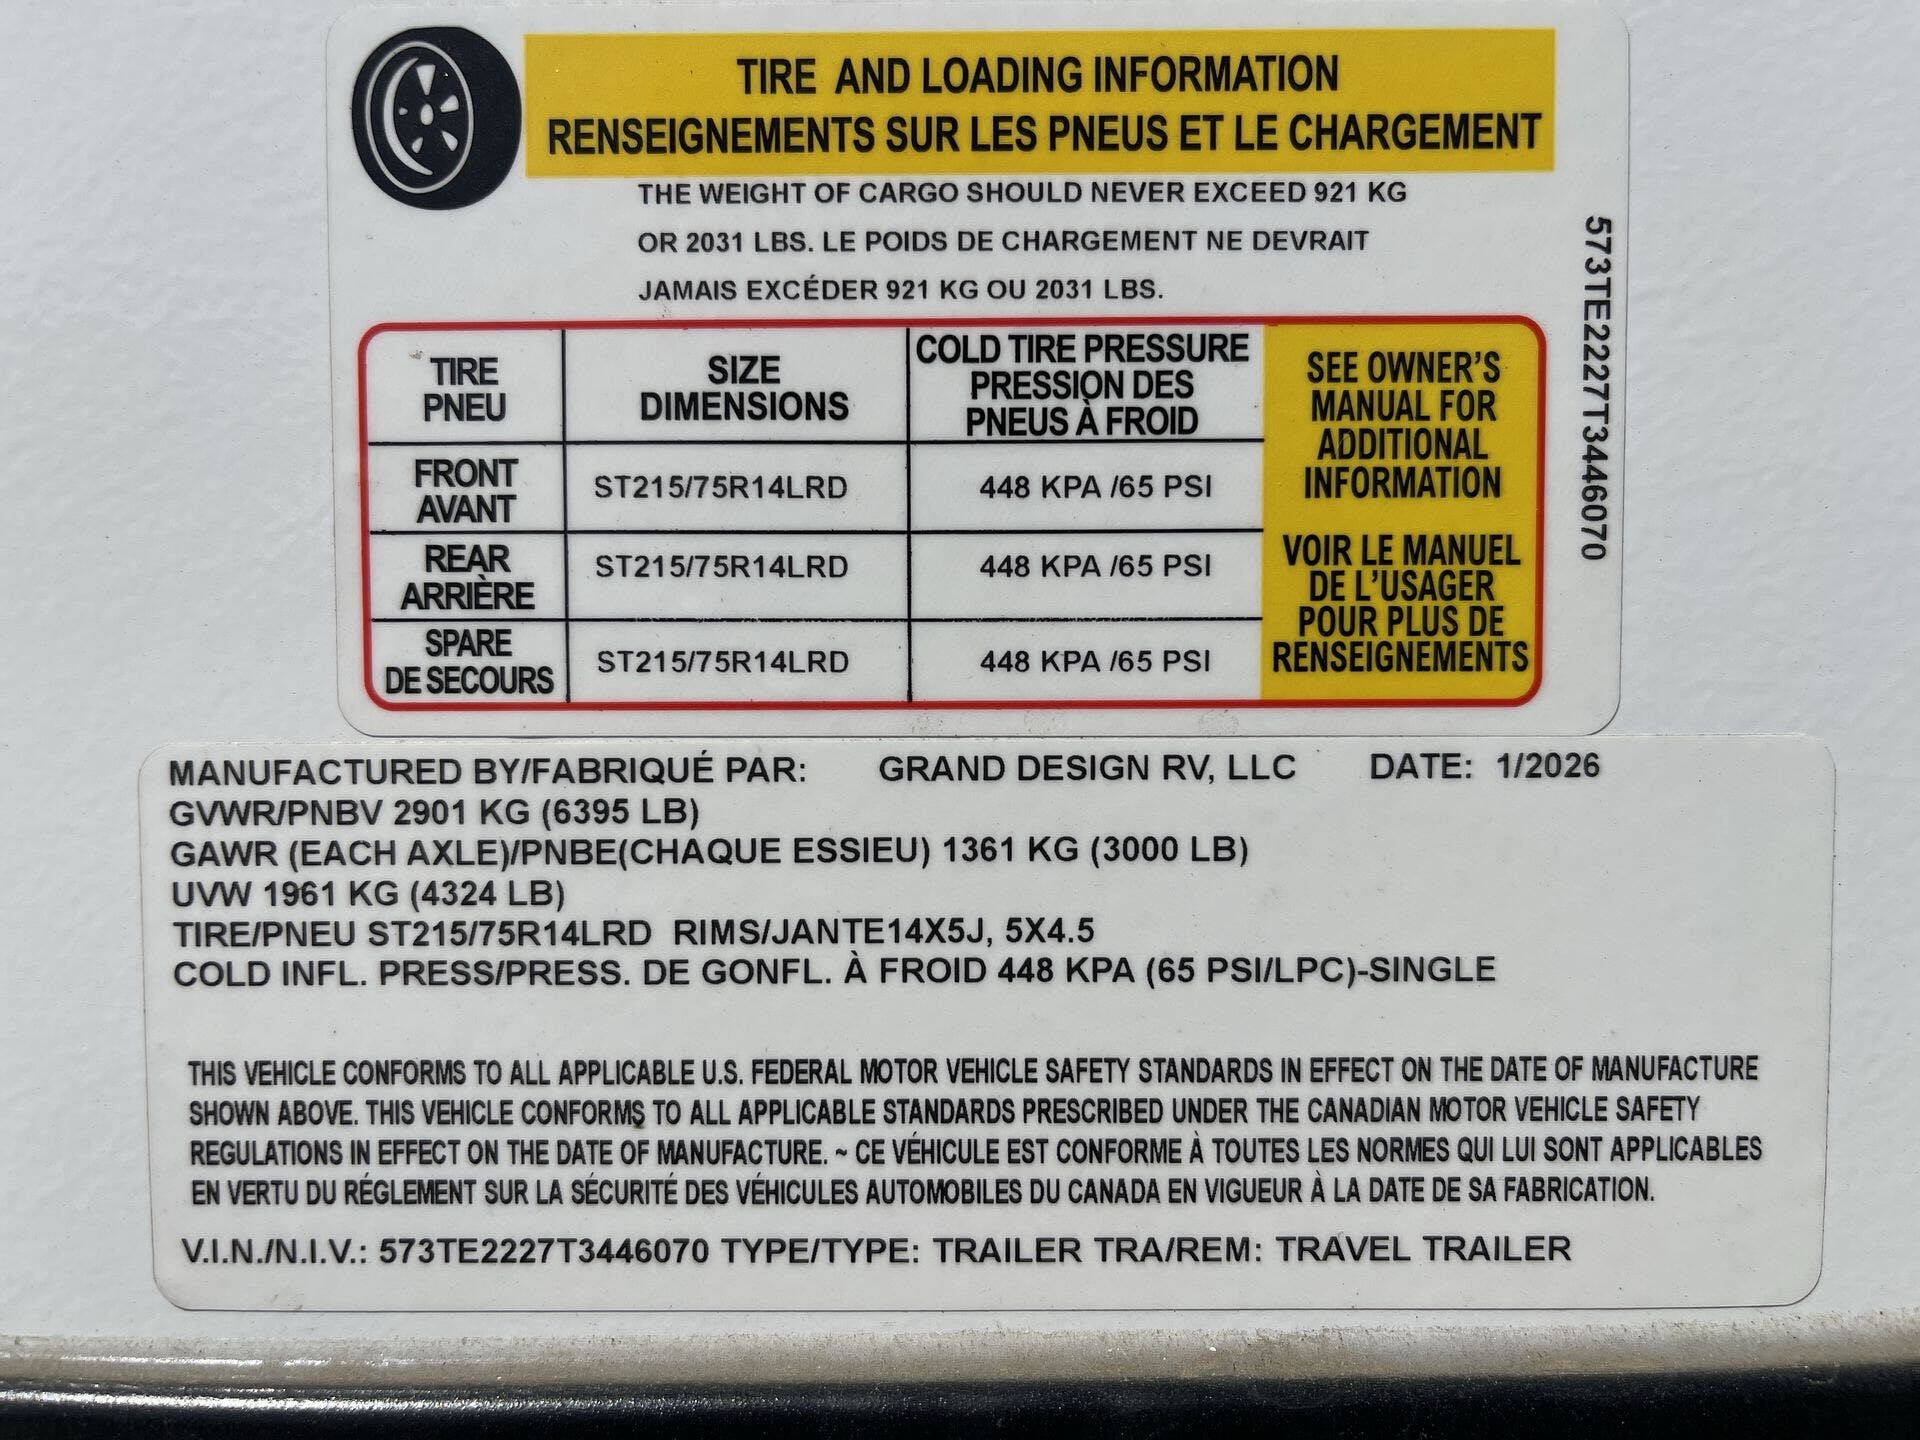 TIRE AND LOADING INFORMATION
RENSEIGNEMENTS SUR LES PNEUS ET LE CHARGEMENT
THE WEIGHT OF CARGO SHOULD NEVER EXCEED 921 KG
OR 2031 LBS. LE POIDS DE CHARGEMENT NE DEVRAIT
JAMAIS EXCÉDER 921 KG OU 2031 LBS.
TIRE
PNEU
SIZE
DIMENSIONS
COLD TIRE PRESSURE
PRESSION DES
PNEUS À FROID
FRONT
AVANT
ST215/75R14LRD
448 KPA /65 PSI
REAR
ARRIÈRE
ST215/75R14LRD
448 KPA /65 PSI
SPARE
DE SECOURS
ST215/75R14LRD
448 KPA /65 PSI
SEE OWNER'S
MANUAL FOR
ADDITIONAL
INFORMATION
VOIR LE MANUEL
DE L'USAGER
POUR PLUS DE
RENSEIGNEMENTS
573TE2227T3446070
MANUFACTURED BY/FABRIQUÉ PAR: GRAND DESIGN RV, LLC DATE: 1/2026
GVWR/PNBV 2901 KG (6395 LB)
GAWR (EACH AXLE)/PNBE(CHAQUE ESSIEU) 1361 KG (3000 LB)
UVW 1961 KG (4324 LB)
TIRE/PNEU ST215/75R14LRD RIMS/JANTE14X5J, 5X4.5
COLD INFL. PRESS/PRESS. DE GONFL. À FROID 448 KPA (65 PSI/LPC)-SINGLE
THIS VEHICLE CONFORMS TO ALL APPLICABLE U.S. FEDERAL MOTOR VEHICLE SAFETY STANDARDS IN EFFECT ON THE DATE OF MANUFACTURE
SHOWN ABOVE. THIS VEHICLE CONFORMS TO ALL APPLICABLE STANDARDS PRESCRIBED UNDER THE CANADIAN MOTOR VEHICLE SAFETY
REGULATIONS IN EFFECT ON THE DATE OF MANUFACTURE. ~ CE VÉHICULE EST CONFORME À TOUTES LES NORMES QUI LUI SONT APPLICABLES
EN VERTU DU RÉGLEMENT SUR LA SÉCURITÉ DES VÉHICULES AUTOMOBILES DU CANADA EN VIGUEUR À LA DATE DE SA FABRICATION.
V.I.N./N.I.V.: 573TE2227T3446070 TYPE/TYPE: TRAILER TRA/REM: TRAVEL TRAILER